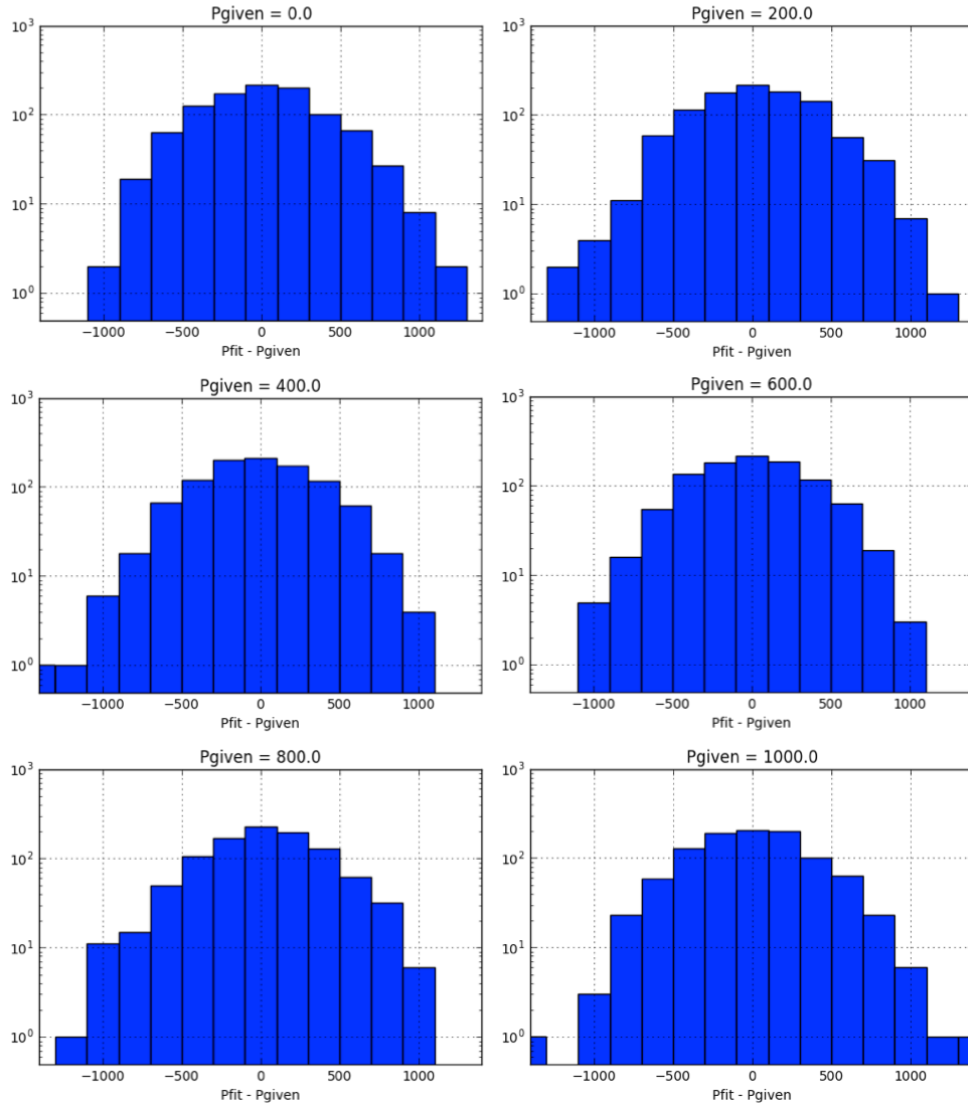 Pgiven = 0.0
10³
10²
10¹
10⁰
−1000 −500 0 500 1000
Pfit - Pgiven
Pgiven = 200.0
10³
10²
10¹
10⁰
−1000 −500 0 500 1000
Pfit - Pgiven
Pgiven = 400.0
10³
10²
10¹
10⁰
−1000 −500 0 500 1000
Pfit - Pgiven
Pgiven = 600.0
10³
10²
10¹
10⁰
−1000 −500 0 500 1000
Pfit - Pgiven
Pgiven = 800.0
10³
10²
10¹
10⁰
−1000 −500 0 500 1000
Pfit - Pgiven
Pgiven = 1000.0
10³
10²
10¹
10⁰
−1000 −500 0 500 1000
Pfit - Pgiven